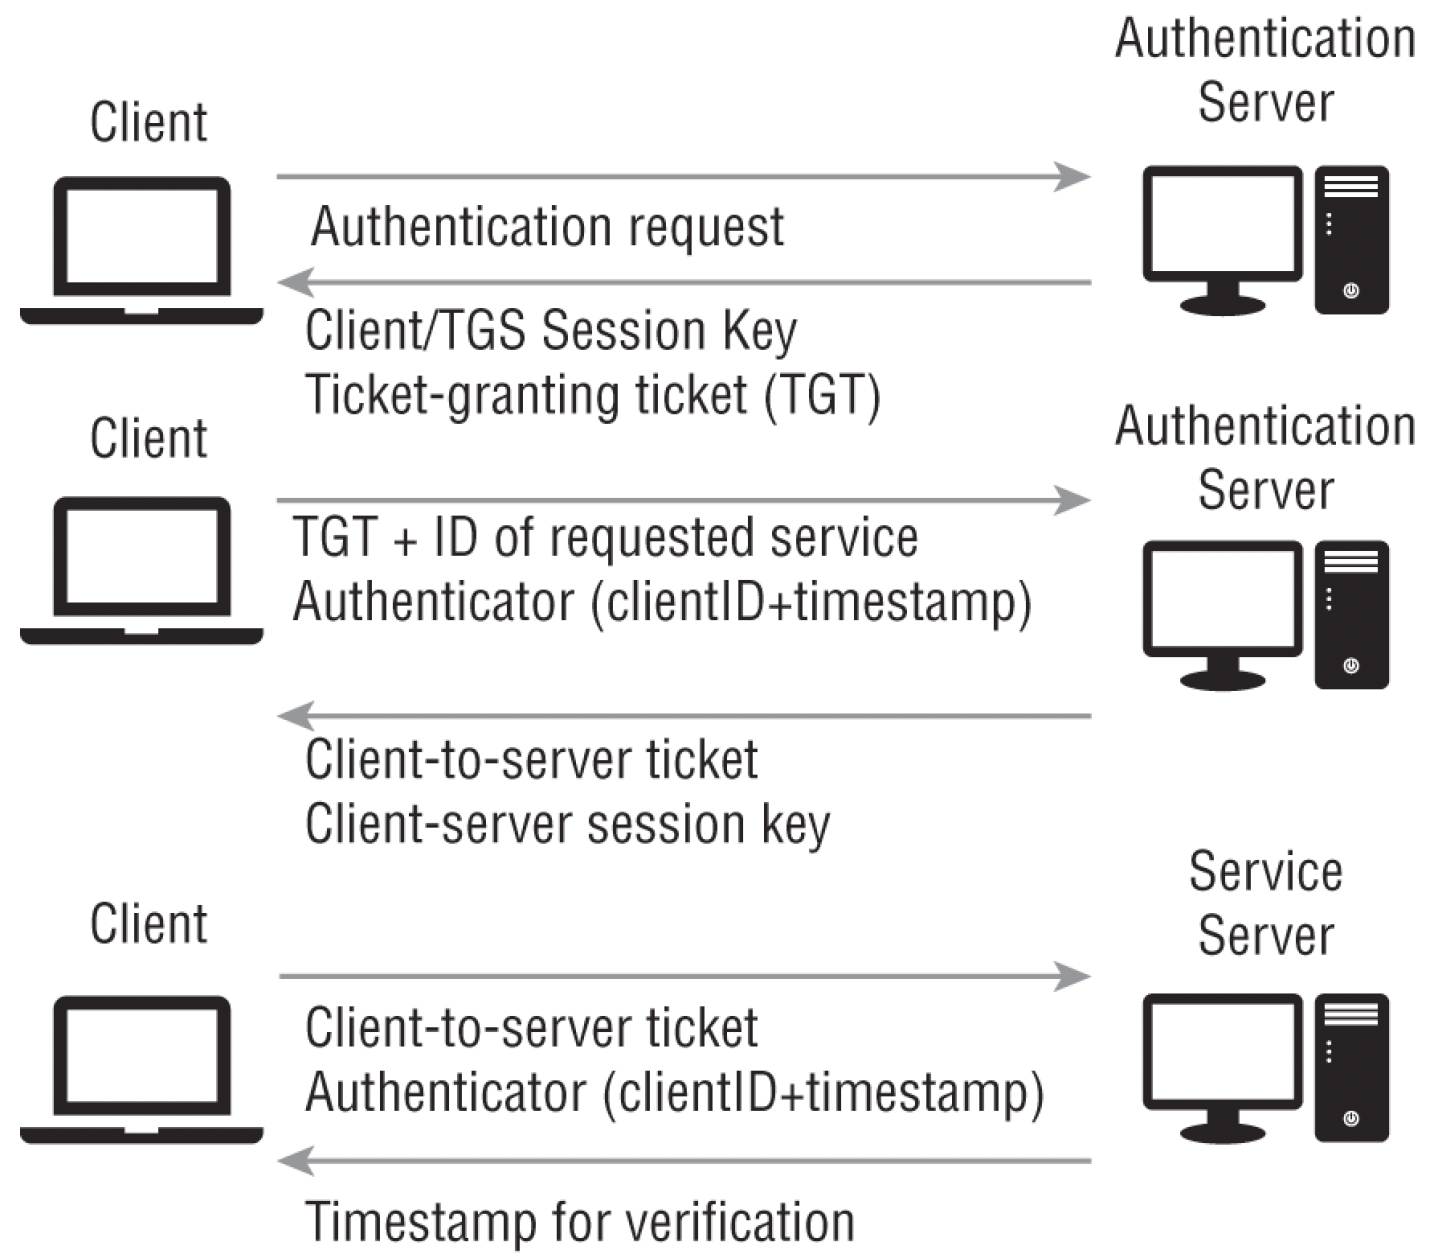 Authentication
Server
Client
Authentication request
Client/TGS Session Key
Ticket-granting ticket (TGT)
Client
Authentication
Server
TGT + ID of requested service
Authenticator (clientID+timestamp)
Client-to-server ticket
Client-server session key
Service
Server
Client
Client-to-server ticket
Authenticator (clientID+timestamp)
Timestamp for verification